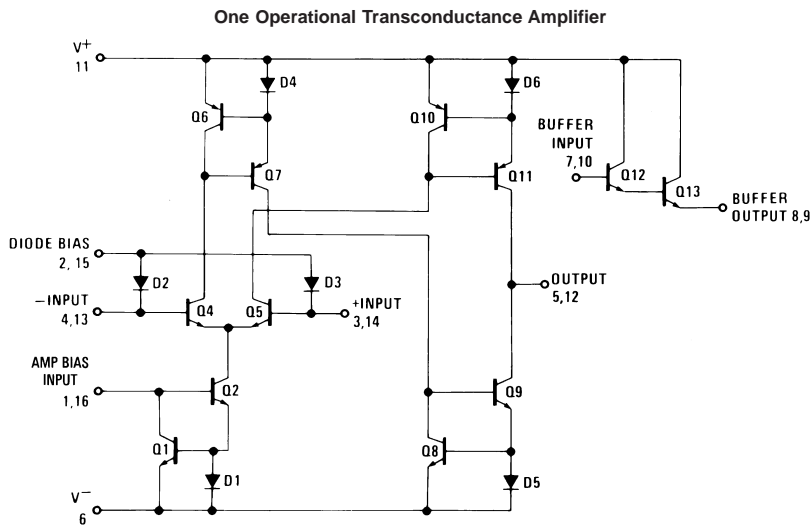 One Operational Transconductance Amplifier
V+
11
D4
D6
Q6
Q10
BUFFER
INPUT
7,10
Q7
Q11
Q12
Q13
BUFFER
OUTPUT 8,9
DIODE BIAS
2, 15
D2
D3
OUTPUT
5,12
−INPUT
4,13
Q4
Q5
+INPUT
3,14
AMP BIAS
INPUT
1,16
Q2
Q9
Q1
Q8
D1
D5
V−
6